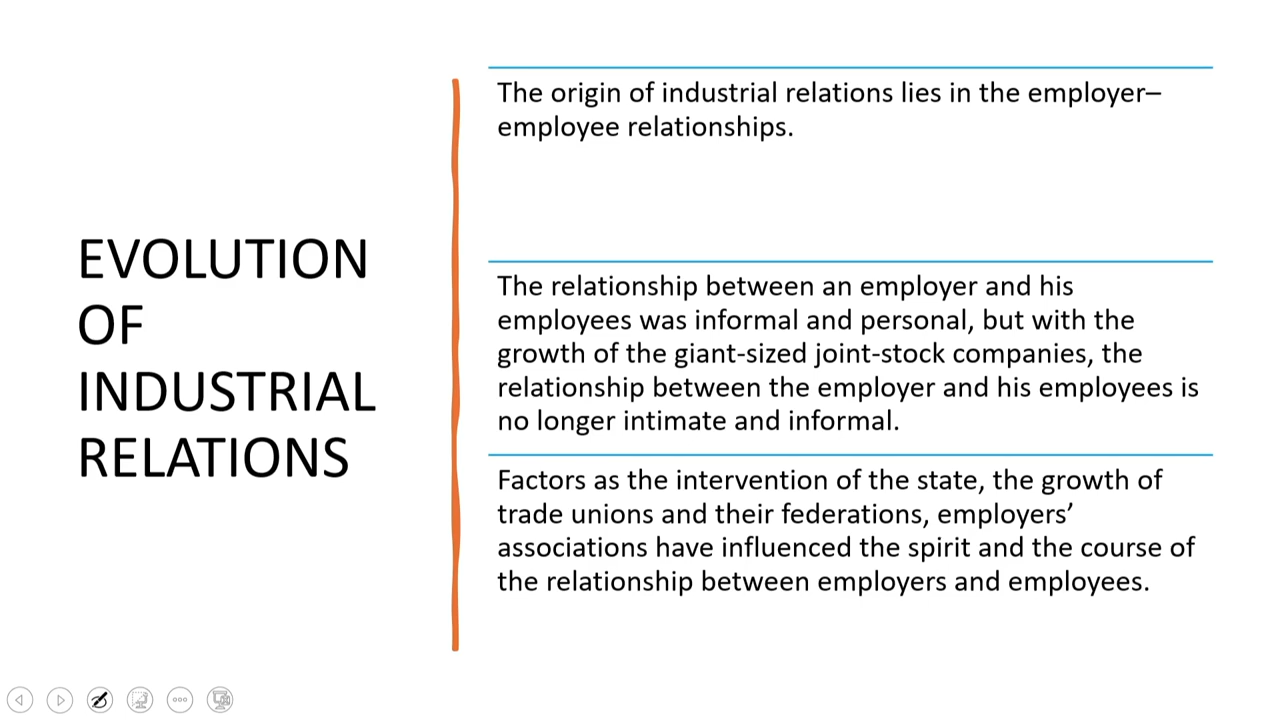 EVOLUTION
OF
INDUSTRIAL
RELATIONS
The origin of industrial relations lies in the employer–
employee relationships.
The relationship between an employer and his
employees was informal and personal, but with the
growth of the giant-sized joint-stock companies, the
relationship between the employer and his employees is
no longer intimate and informal.
Factors as the intervention of the state, the growth of
trade unions and their federations, employers’
associations have influenced the spirit and the course of
the relationship between employers and employees.